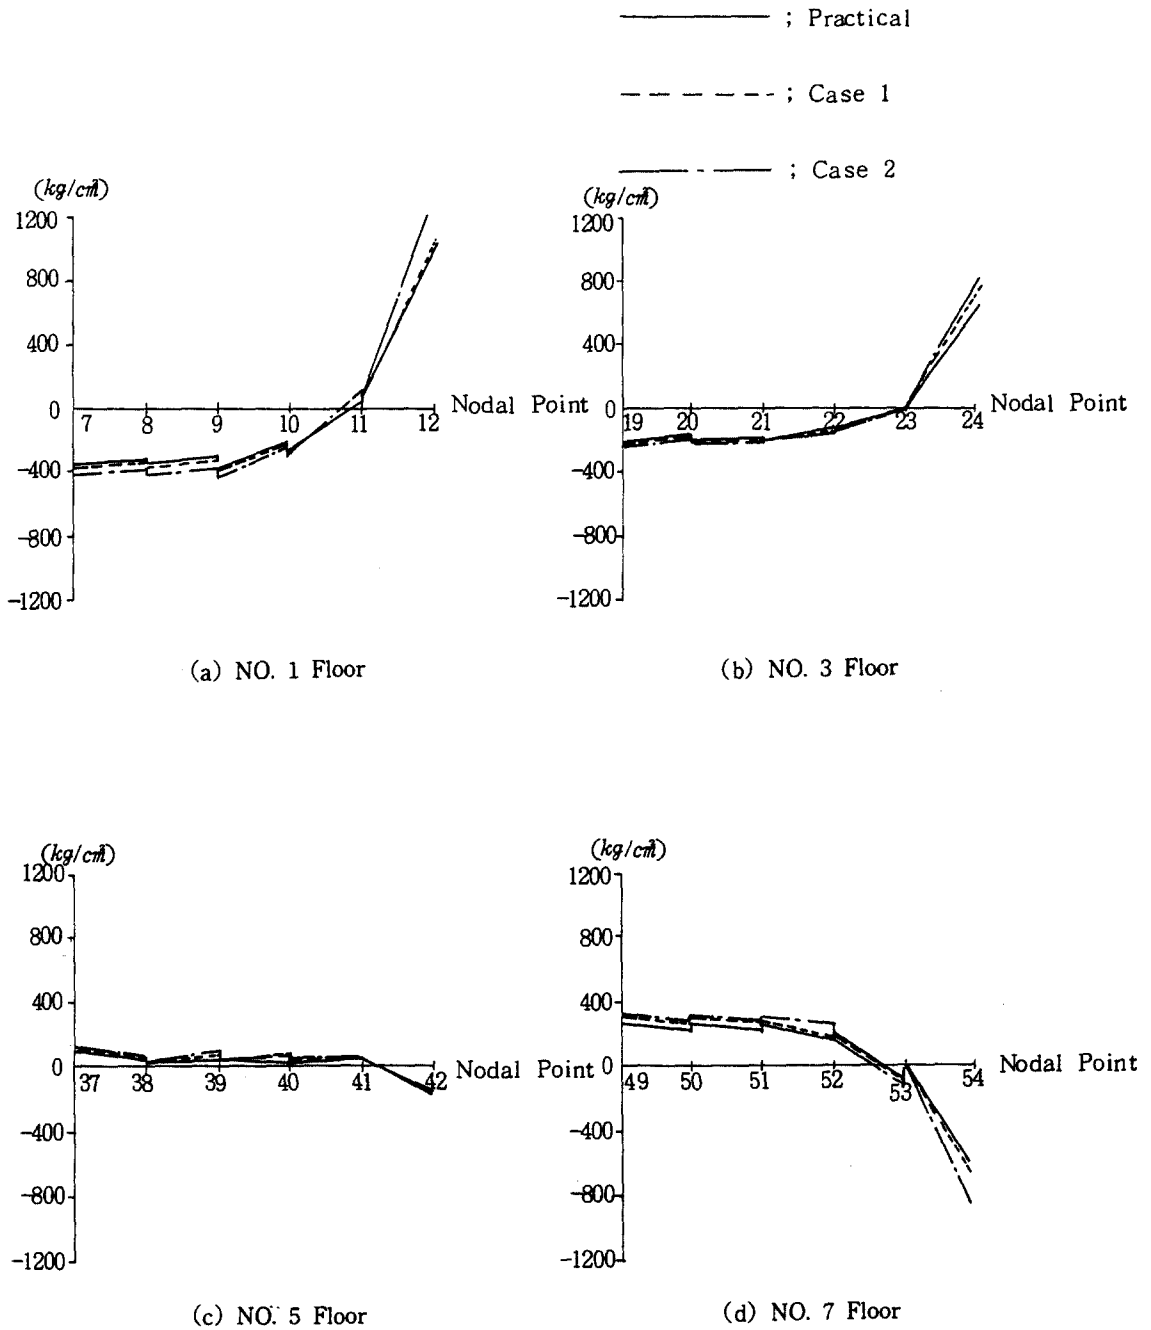 ; Practical
; Case 1
; Case 2
(kg/cm²)
1200
800
400
0
-400
-800
-1200
7 8 9 10 11 12 Nodal Point
(a) NO. 1 Floor
(kg/cm²)
1200
800
400
0
-400
-800
-1200
19 20 21 22 23 24 Nodal Point
(b) NO. 3 Floor
(kg/cm²)
1200
800
400
0
-400
-800
-1200
37 38 39 40 41 42 Nodal Point
(c) NO. 5 Floor
(kg/cm²)
1200
800
400
0
-400
-800
-1200
49 50 51 52 53 54 Nodal Point
(d) NO. 7 Floor